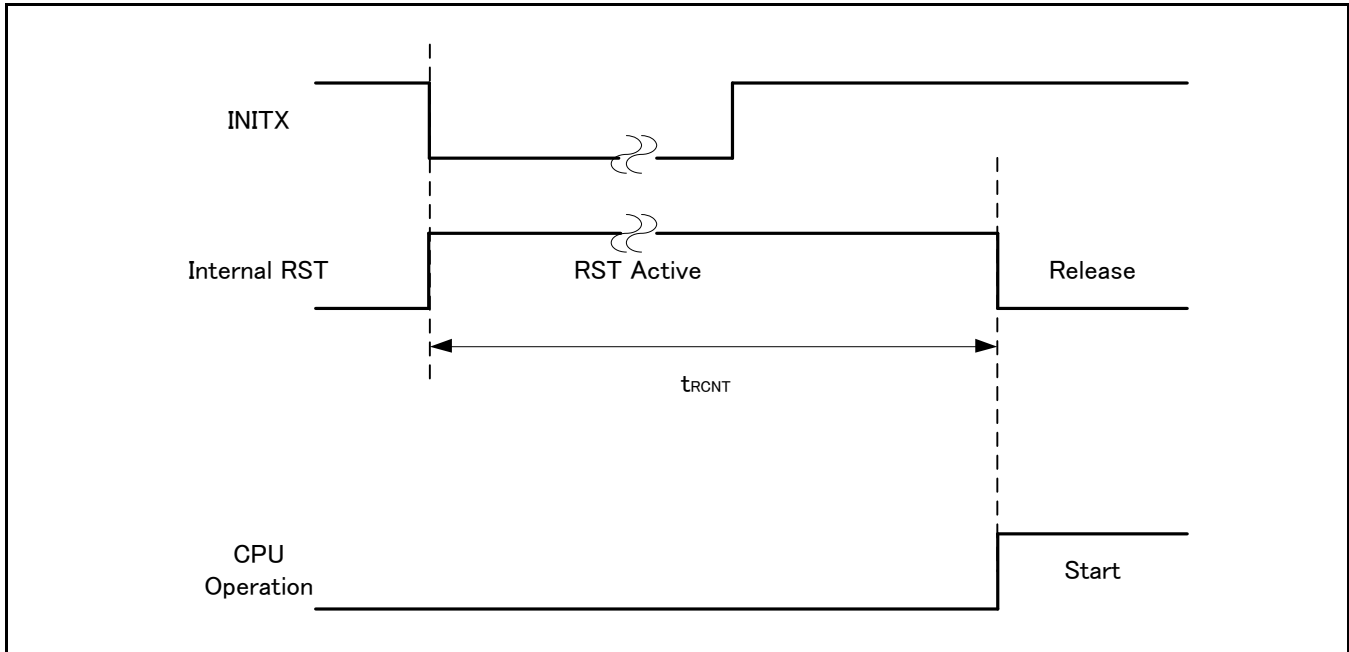 INITX
Internal RST
RST Active
Release
tRCNT
CPU
Operation
Start